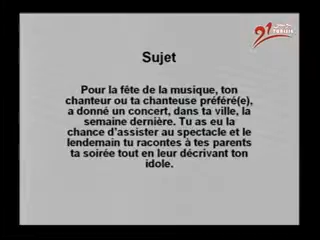 21
Sujet
Pour la fête de la musique, ton
chanteur ou ta chanteuse préféré(e),
a donné un concert, dans ta ville, la
semaine dernière. Tu as eu la
chance d'assister au spectacle et le
lendemain tu racontes à tes parents
ta soirée tout en leur décrivant ton
idole.